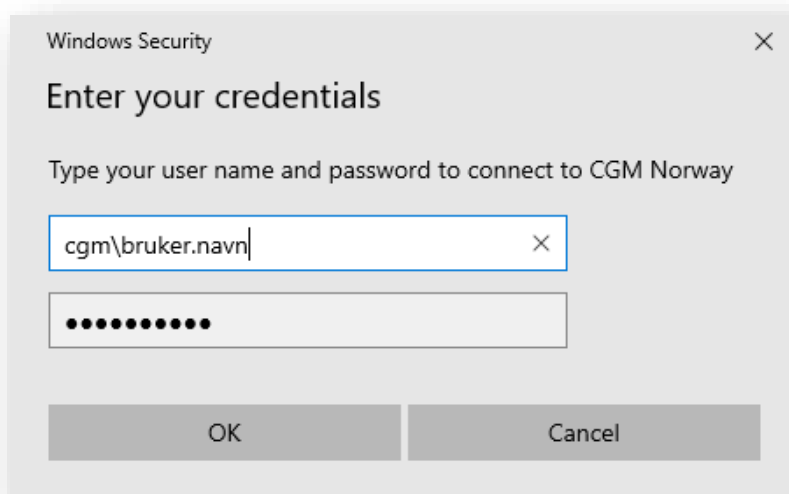 Windows Security
Enter your credentials
Type your user name and password to connect to CGM Norway
cgm\bruker.navn
●●●●●●●●●●
OK Cancel